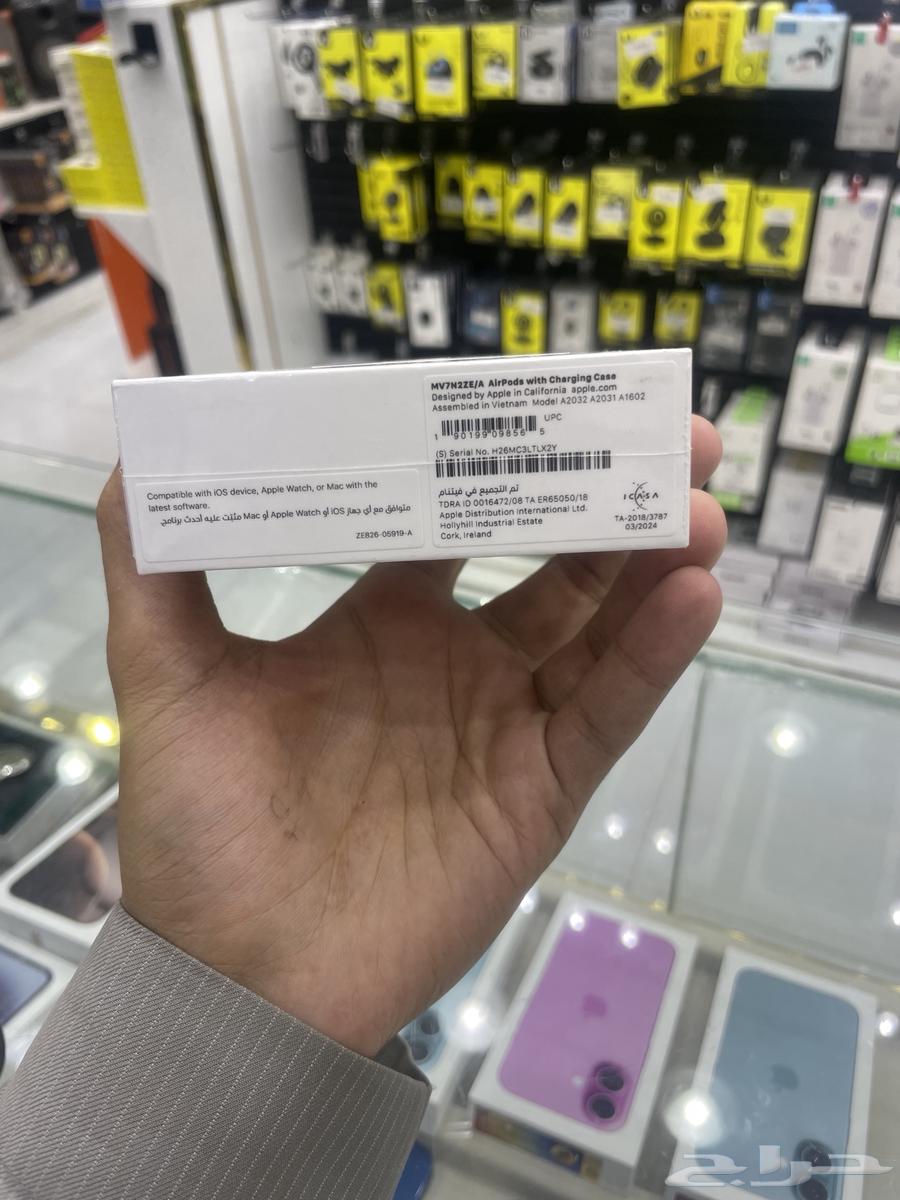 MV7N2ZE/A AirPods with Charging Case
Designed by Apple in California apple.com
Assembled in Vietnam Model A2032 A2031 A1602
UPC
1 90199 09856 5
(S) Serial No. H26MC3LTLX2Y
تم التجميع في فيتنام
TDRA ID 0016472/08 TA ER65050/18
Apple Distribution International Ltd.
Hollyhill Industrial Estate
Cork, Ireland
ICASA
TA-2018/3787
03/2024
Compatible with iOS device, Apple Watch, or Mac with the
latest software.
متوافق مع أي جهاز iOS أو Apple Watch أو Mac مثبّت عليه أحدث برنامج.
ZE826-05919-A
حراج